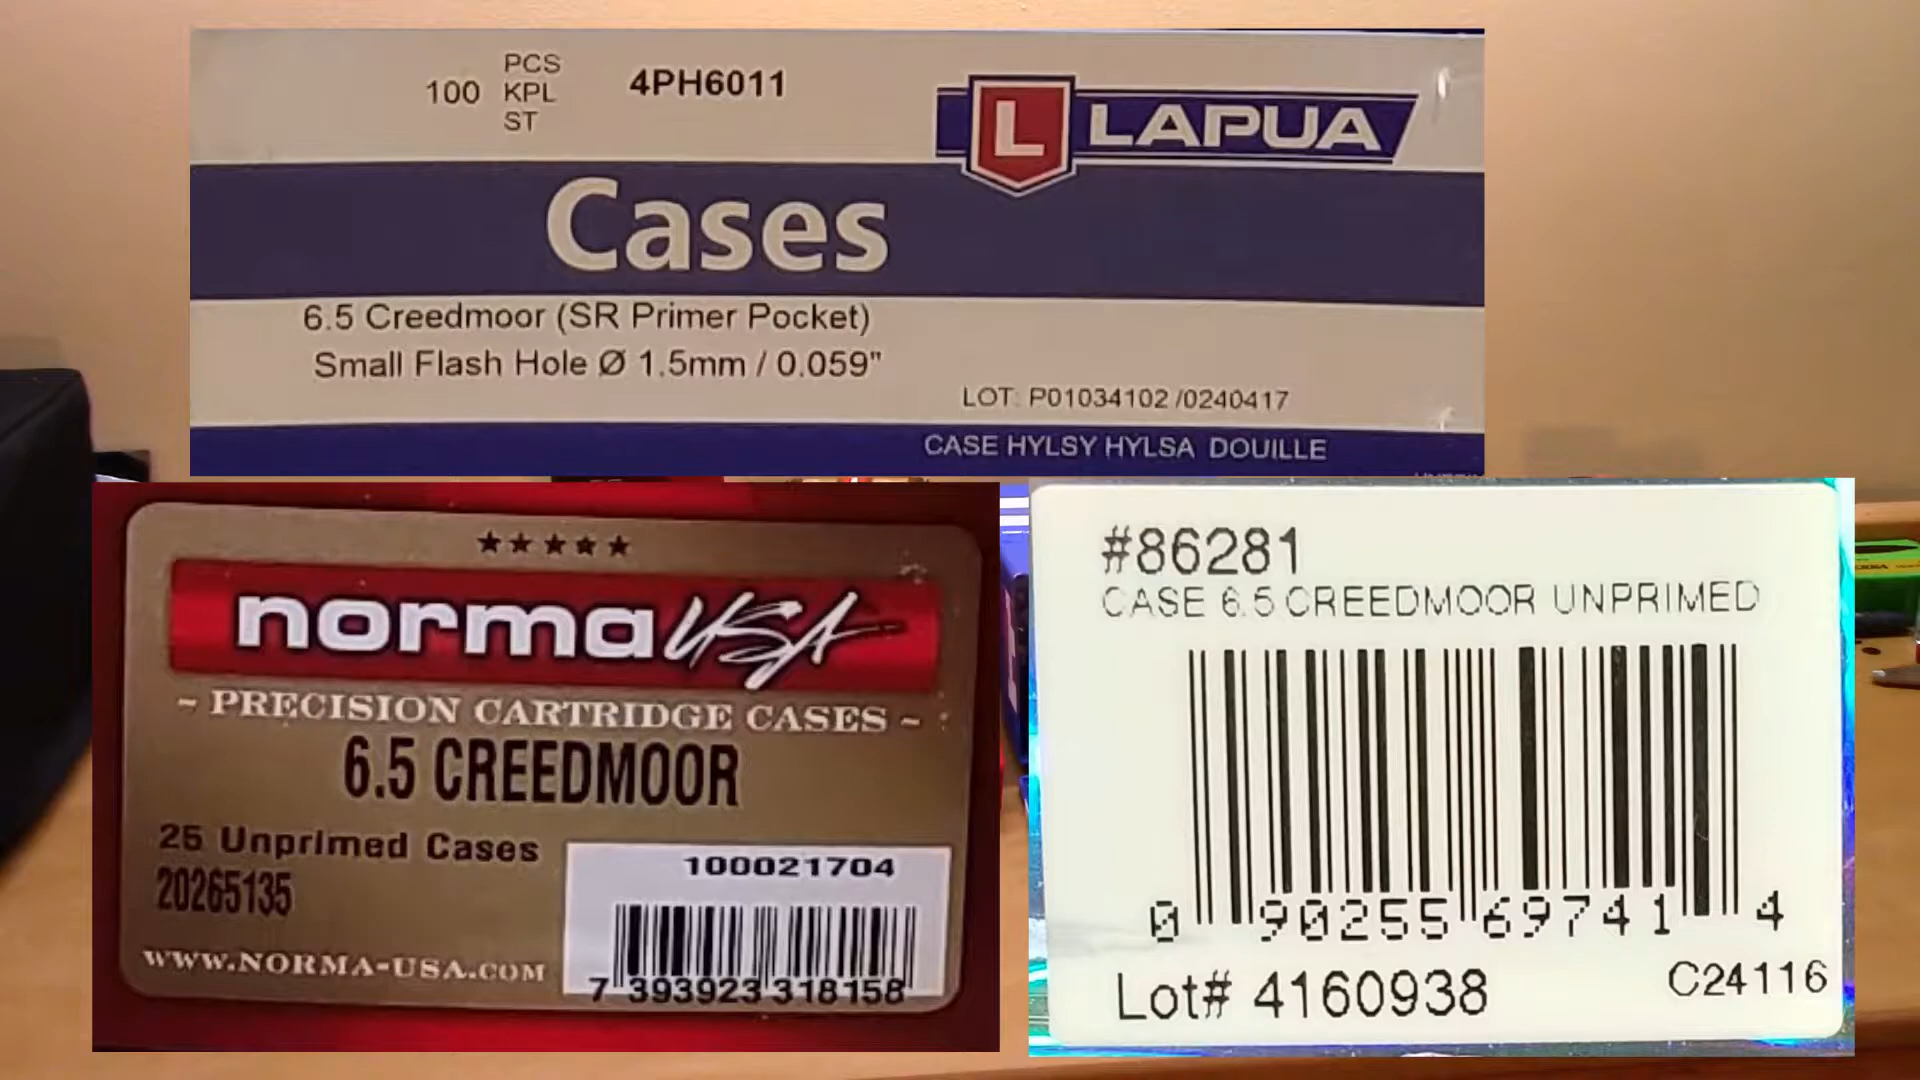 100 PCS KPL ST
4PH6011
L LAPUA
Cases
6.5 Creedmoor (SR Primer Pocket)
Small Flash Hole Ø 1.5mm / 0.059"
LOT: P01034102 /0240417
CASE HYLSY HYLSA DOUILLE
norma USA
~ PRECISION CARTRIDGE CASES ~
6.5 CREEDMOOR
25 Unprimed Cases
20265135
100021704
WWW.NORMA-USA.COM
7 393923 318158
#86281
CASE 6.5 CREEDMOOR UNPRIMED
0 90255 69741 4
Lot# 4160938
C24116